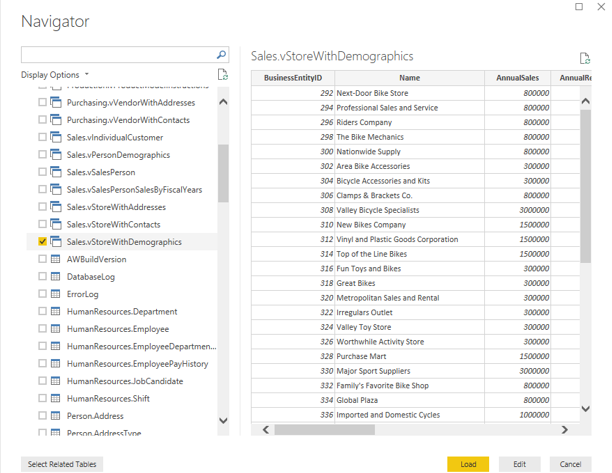 Navigator
Display Options
Purchasing.vVendorWithAddresses
Purchasing.vVendorWithContacts
Sales.vIndividualCustomer
Sales.vPersonDemographics
Sales.vSalesPerson
Sales.vSalesPersonSalesByFiscalYears
Sales.vStoreWithAddresses
Sales.vStoreWithContacts
Sales.vStoreWithDemographics
AWBuildVersion
DatabaseLog
ErrorLog
HumanResources.Department
HumanResources.Employee
HumanResources.EmployeeDepartmen...
HumanResources.EmployeePayHistory
HumanResources.JobCandidate
HumanResources.Shift
Person.Address
Person.AddressType
Sales.vStoreWithDemographics
BusinessEntityID Name AnnualSales AnnualRe
292 Next-Door Bike Store 800000
294 Professional Sales and Service 800000
296 Riders Company 800000
298 The Bike Mechanics 800000
300 Nationwide Supply 800000
302 Area Bike Accessories 300000
304 Bicycle Accessories and Kits 300000
306 Clamps & Brackets Co. 800000
308 Valley Bicycle Specialists 3000000
310 New Bikes Company 1500000
312 Vinyl and Plastic Goods Corporation 1500000
314 Top of the Line Bikes 1500000
316 Fun Toys and Bikes 300000
318 Great Bikes 300000
320 Metropolitan Sales and Rental 300000
322 Irregulars Outlet 300000
324 Valley Toy Store 300000
326 Worthwhile Activity Store 300000
328 Purchase Mart 1500000
330 Major Sport Suppliers 3000000
332 Family's Favorite Bike Shop 800000
334 Global Plaza 800000
336 Imported and Domestic Cycles 1000000
Select Related Tables
Load Edit Cancel